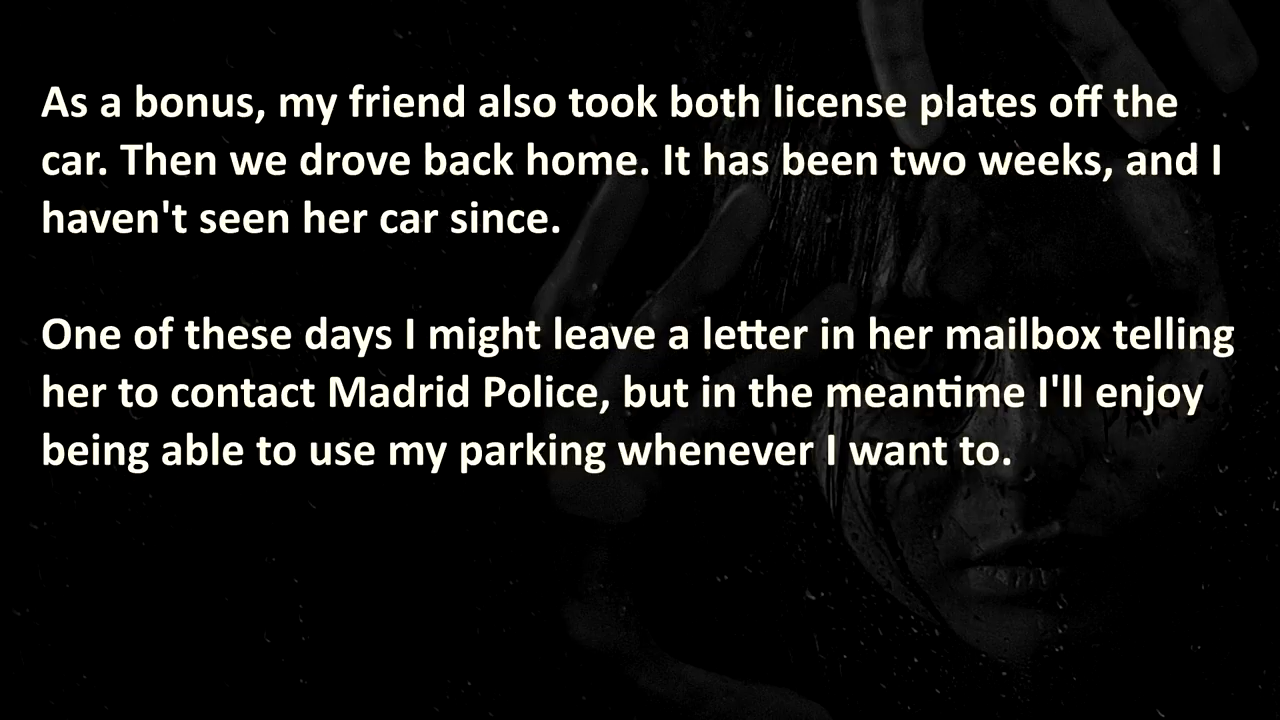 As a bonus, my friend also took both license plates off the
car. Then we drove back home. It has been two weeks, and I
haven't seen her car since.
One of these days I might leave a letter in her mailbox telling
her to contact Madrid Police, but in the meantime I'll enjoy
being able to use my parking whenever I want to.